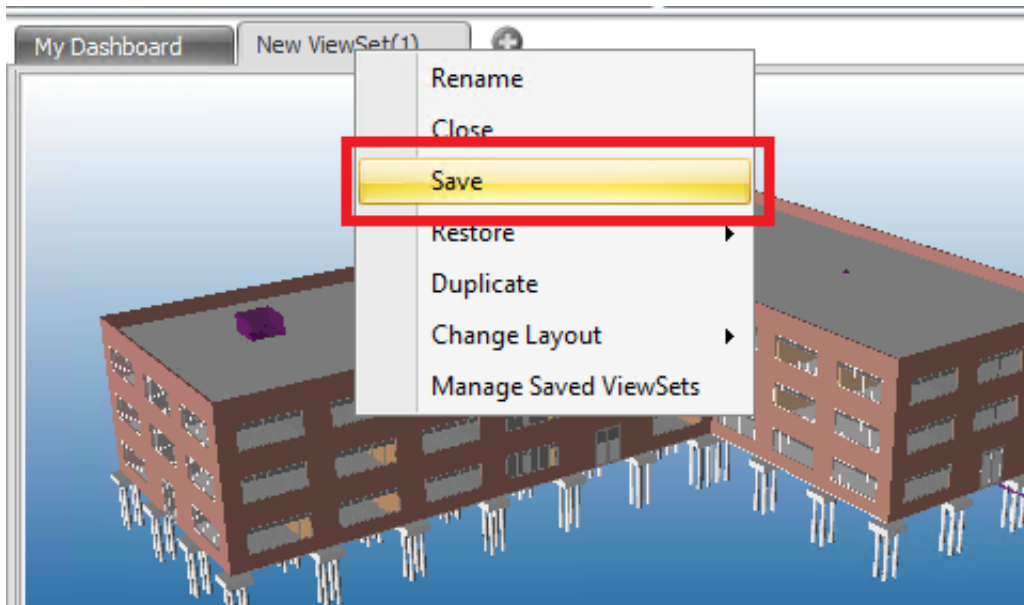 My Dashboard
New ViewSet(1)
Rename
Close
Save
Restore
Duplicate
Change Layout
Manage Saved ViewSets